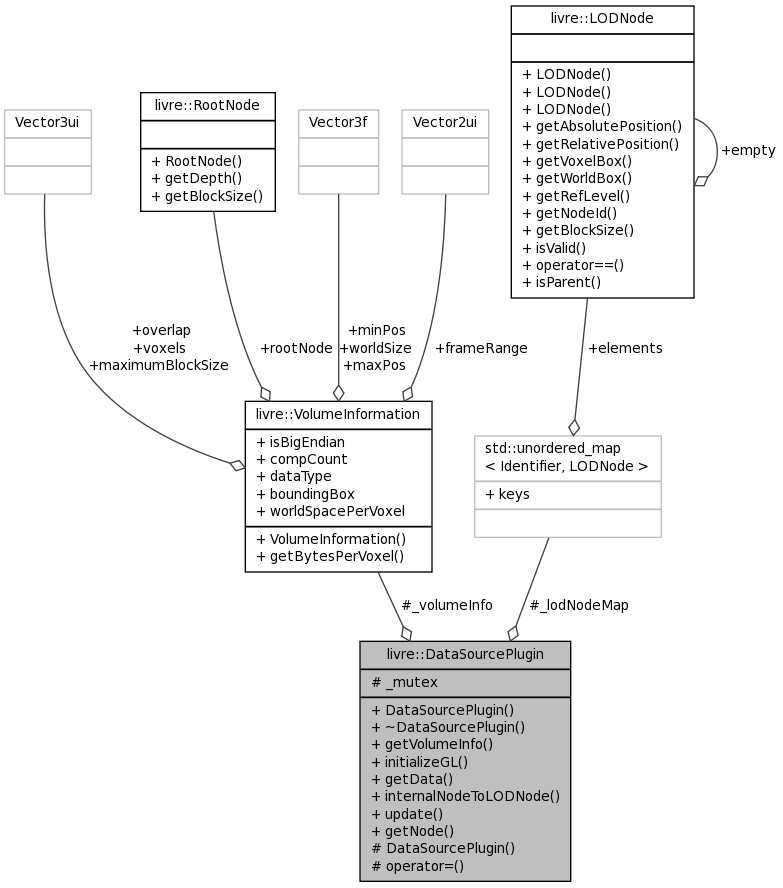 livre::LODNode
+ LODNode()
+ LODNode()
+ LODNode()
+ getAbsolutePosition()
+ getRelativePosition()
+ getVoxelBox()
+ getWorldBox()
+ getRefLevel()
+ getNodeId()
+ getBlockSize()
+ isValid()
+ operator==()
+ isParent()
+empty
livre::RootNode
+ RootNode()
+ getDepth()
+ getBlockSize()
Vector3ui
Vector3f
Vector2ui
+overlap
+voxels
+maximumBlockSize
+rootNode
+minPos
+worldSize
+maxPos
+frameRange
+elements
livre::VolumeInformation
+ isBigEndian
+ compCount
+ dataType
+ boundingBox
+ worldSpacePerVoxel
+ VolumeInformation()
+ getBytesPerVoxel()
std::unordered_map
< Identifier, LODNode >
+ keys
#_volumeInfo
#_lodNodeMap
livre::DataSourcePlugin
# _mutex
+ DataSourcePlugin()
+ ~DataSourcePlugin()
+ getVolumeInfo()
+ initializeGL()
+ getData()
+ internalNodeToLODNode()
+ update()
+ getNode()
# DataSourcePlugin()
# operator=()